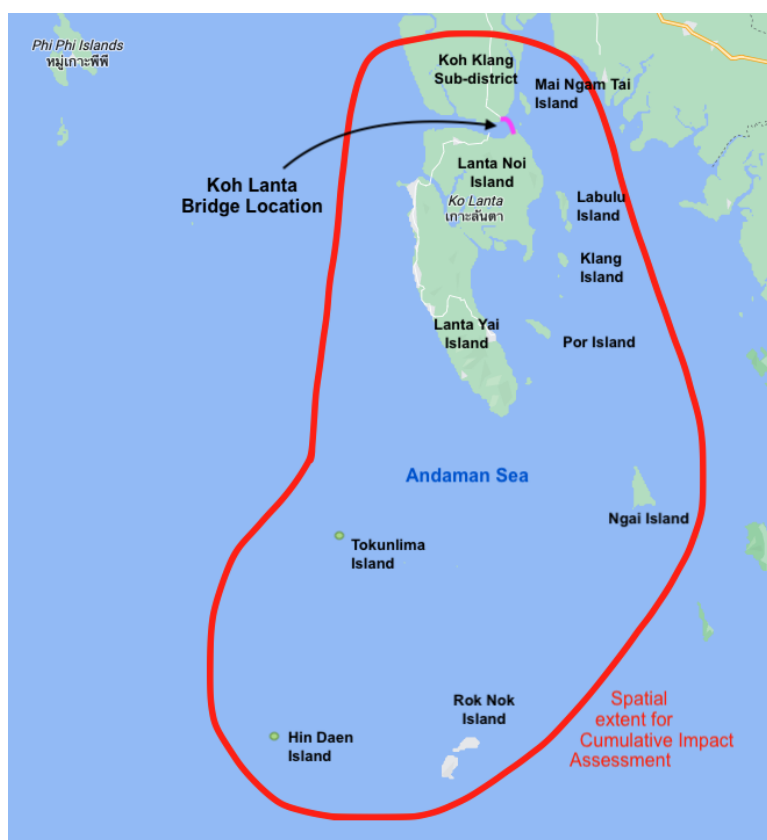 Phi Phi Islands
หมู่เกาะพีพี
Koh Klang
Sub-district
Mai Ngam Tai
Island
Koh Lanta
Bridge Location
Lanta Noi
Island
Ko Lanta
เกาะลันตา
Labulu
Island
Klang
Island
Lanta Yai
Island
Por Island
Andaman Sea
Ngai Island
Tokunlima
Island
Rok Nok
Island
Hin Daen
Island
Spatial
extent for
Cumulative Impact
Assessment